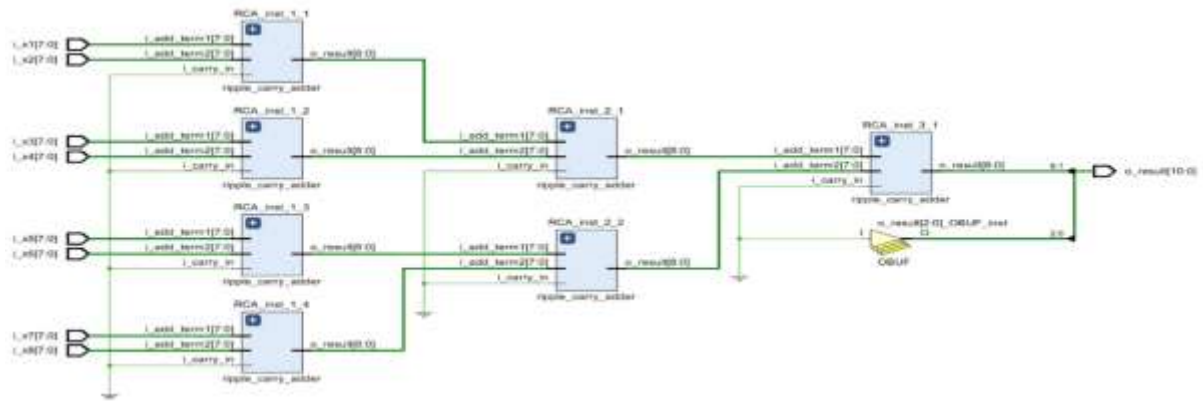 RCA_inst_1_1
i_x1[7:0]
i_add_term1[7:0]
i_x2[7:0]
i_add_term2[7:0]
o_result[8:0]
i_carry_in
ripple_carry_adder
RCA_inst_1_2
i_x3[7:0]
i_add_term1[7:0]
i_x4[7:0]
i_add_term2[7:0]
o_result[8:0]
i_carry_in
ripple_carry_adder
RCA_inst_2_1
i_add_term1[7:0]
i_add_term2[7:0]
o_result[8:0]
i_carry_in
ripple_carry_adder
RCA_inst_3_1
i_add_term1[7:0]
i_add_term2[7:0]
o_result[8:0]
i_carry_in
ripple_carry_adder
o_result[10:0]
RCA_inst_1_3
i_add_term1[7:0]
i_add_term2[7:0]
o_result[8:0]
i_carry_in
ripple_carry_adder
RCA_inst_2_2
i_add_term1[7:0]
i_add_term2[7:0]
o_result[8:0]
i_carry_in
ripple_carry_adder
o_result[2:0]_OBUF_inst
I
O
2:0
OBUF
RCA_inst_1_4
i_x7[7:0]
i_add_term1[7:0]
i_x8[7:0]
i_add_term2[7:0]
o_result[8:0]
i_carry_in
ripple_carry_adder